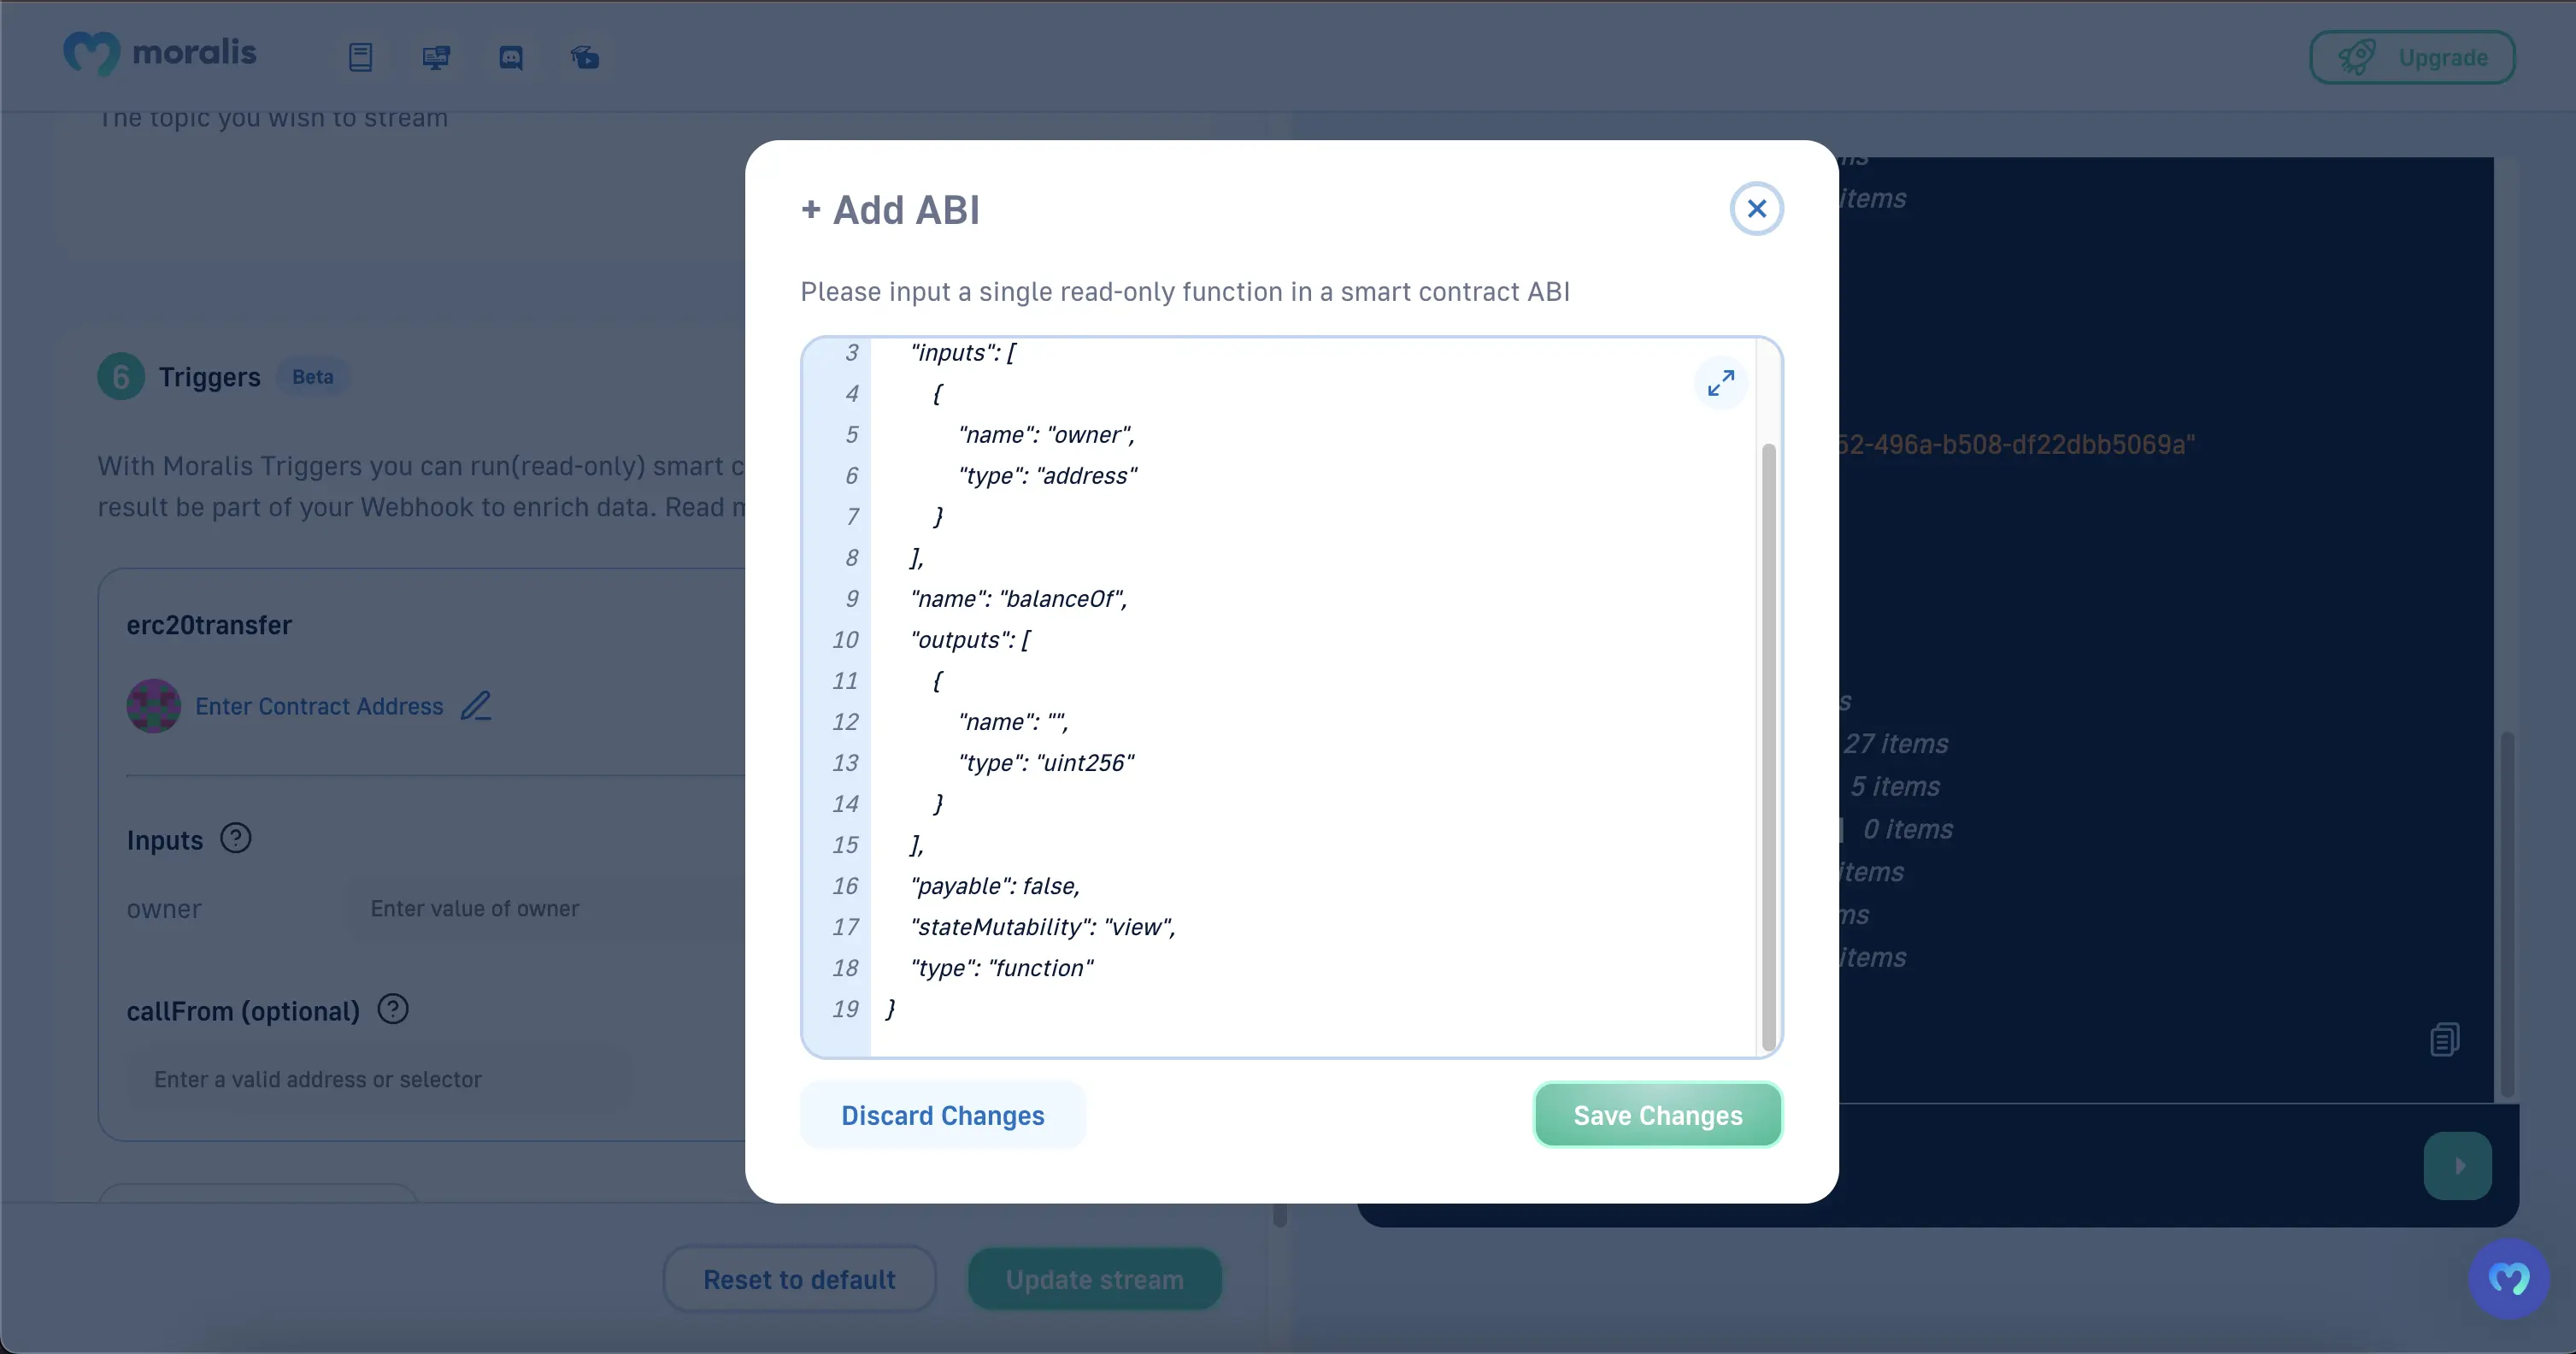 moralis
Upgrade
The topic you wish to stream
6 Triggers Beta
With Moralis Triggers you can run(read-only) smart
result be part of your Webhook to enrich data. Read
erc20transfer
Enter Contract Address
Inputs ?
owner Enter value of owner
callFrom (optional) ?
Enter a valid address or selector
Reset to default Update stream
+ Add ABI
Please input a single read-only function in a smart contract ABI
3 "inputs": [
4 {
5 "name": "owner",
6 "type": "address"
7 }
8 ],
9 "name": "balanceOf",
10 "outputs": [
11 {
12 "name": "",
13 "type": "uint256"
14 }
15 ],
16 "payable": false,
17 "stateMutability": "view",
18 "type": "function"
19 }
Discard Changes Save Changes
items
52-496a-b508-df22dbb5069a"
27 items
5 items
0 items
items
items